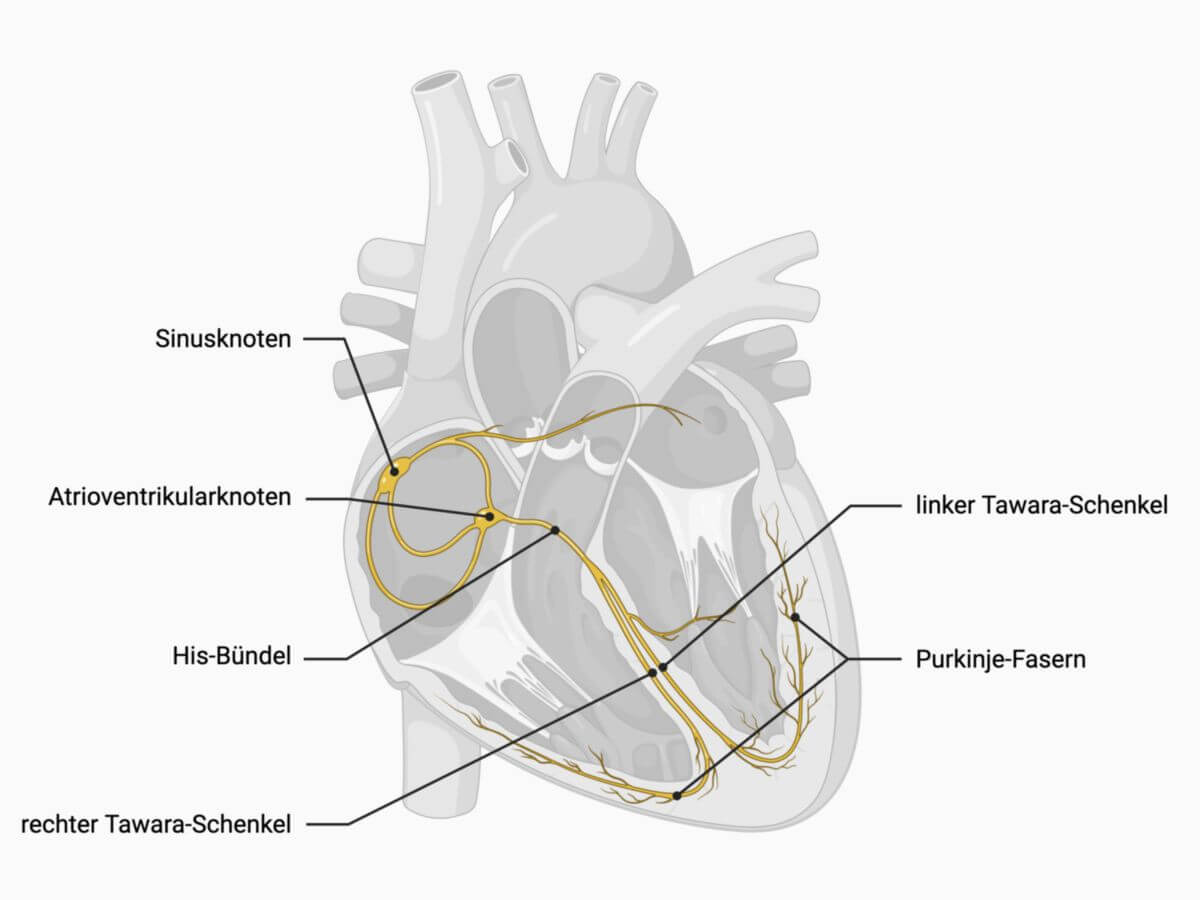 Sinusknoten
Atrioventrikularknoten
linker Tawara-Schenkel
His-Bündel
Purkinje-Fasern
rechter Tawara-Schenkel